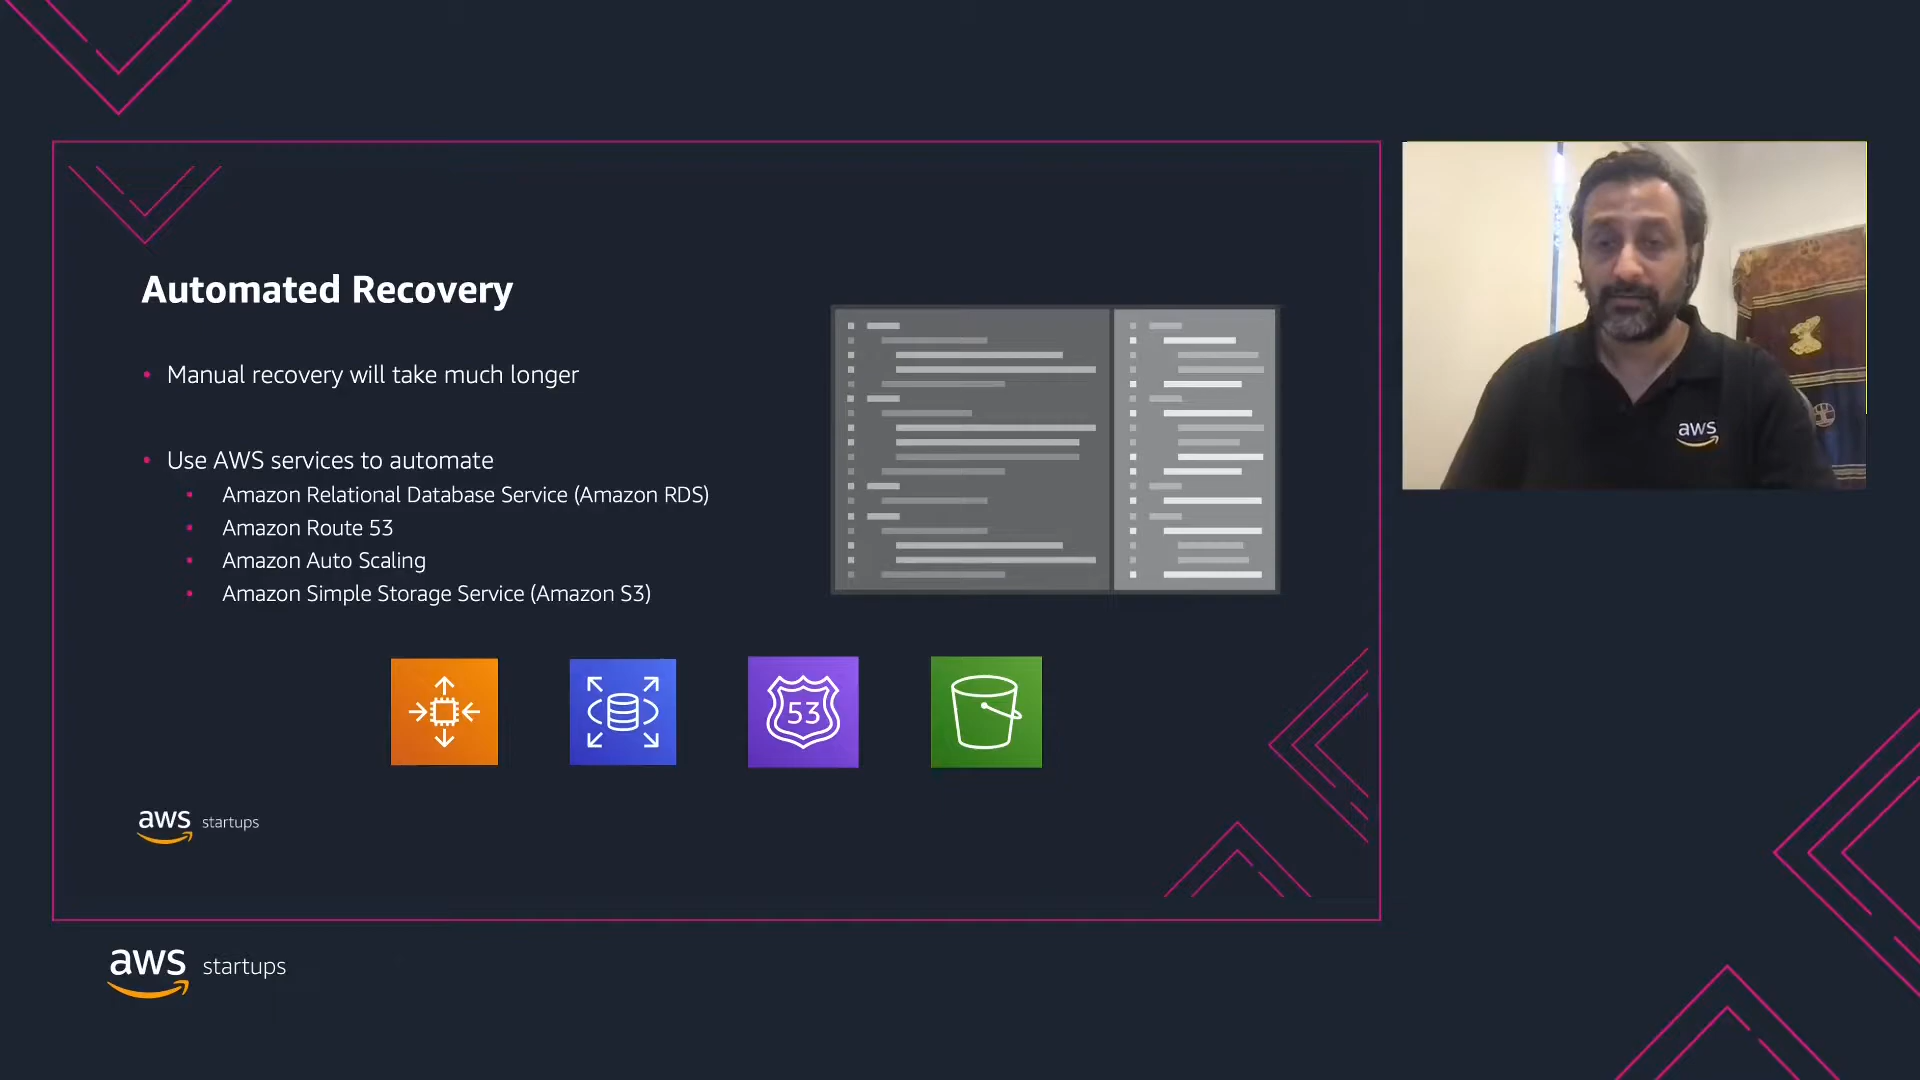 Automated Recovery
Manual recovery will take much longer
Use AWS services to automate
Amazon Relational Database Service (Amazon RDS)
Amazon Route 53
Amazon Auto Scaling
Amazon Simple Storage Service (Amazon S3)
53
aws startups
aws
aws startups